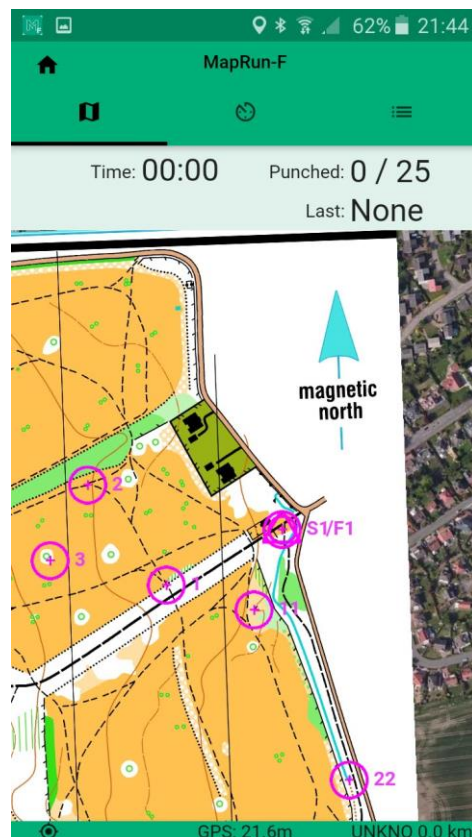 62% 21:44
MapRun-F
Time: 00:00 Punched: 0 / 25
Last: None
magnetic
north
2
S1/F1
3
1
11
22
GPS: 21.6m UNKNO 0.0 km